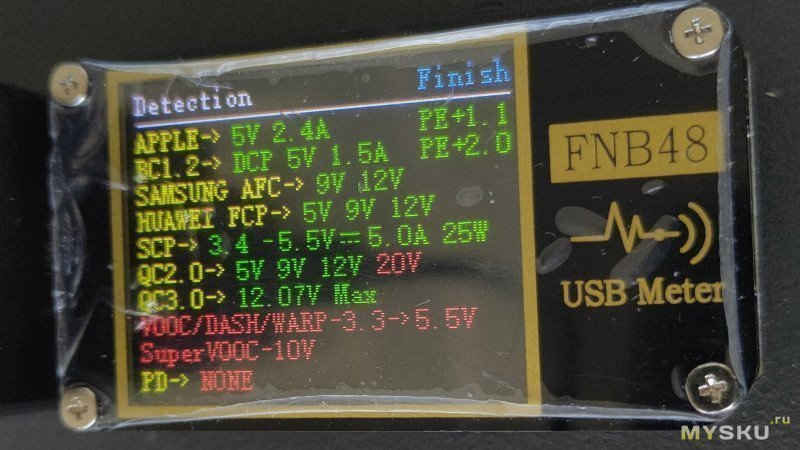 Detection Finish
APPLE-> 5V 2.4A PE+1.1
BC1.2-> DCP 5V 1.5A PE+2.0
SAMSUNG AFC-> 9V 12V
HUAWEI FCP-> 5V 9V 12V
SCP-> 3.4 -5.5V⎓5.0A 25W
QC2.0-> 5V 9V 12V 20V
QC3.0-> 12.07V Max
VOOC/DASH/WARP-3.3->5.5V
SuperVOOC-10V
PD-> NONE
FNB48
USB Meter
MYSKU.ru